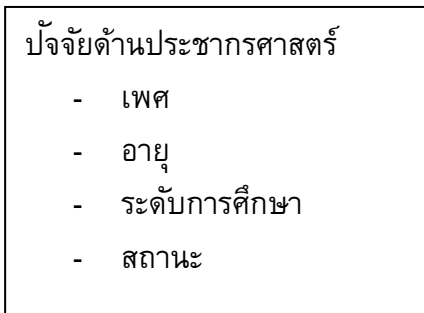 ปัจจัยด้านประชากรศาสตร์
- เพศ
- อายุ
- ระดับการศึกษา
- สถานะ